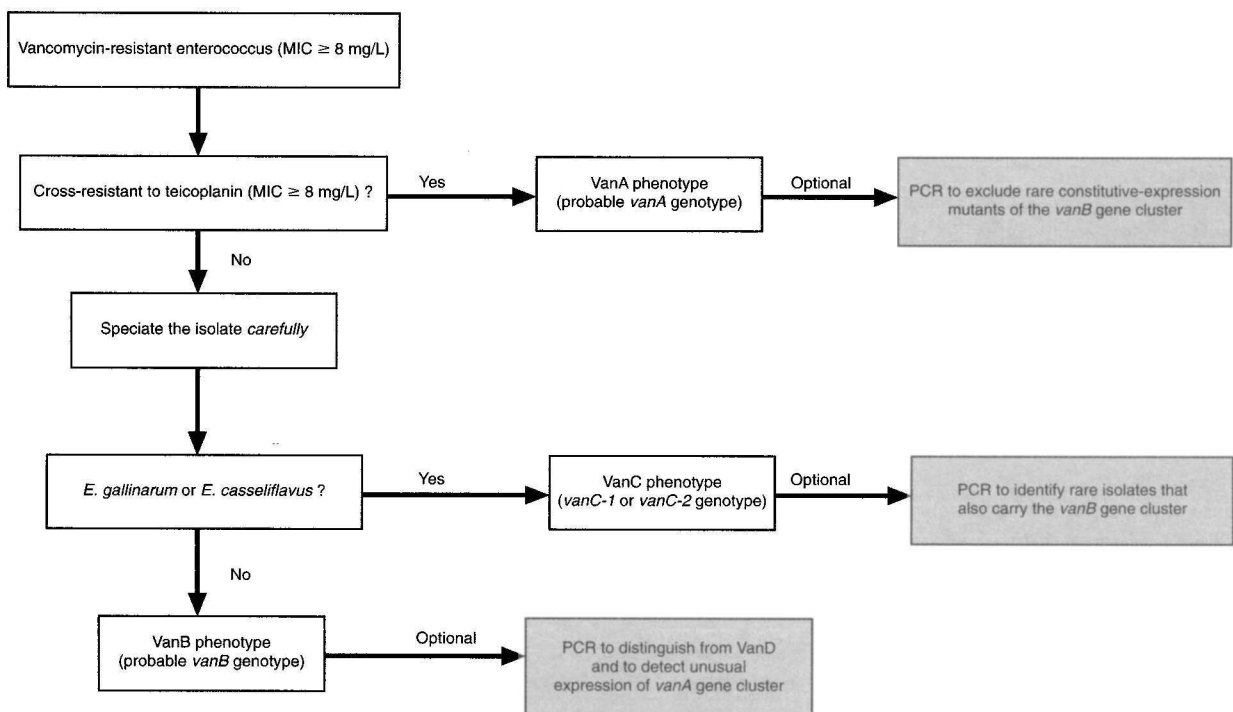 Vancomycin-resistant enterococcus (MIC ≥ 8 mg/L)
Cross-resistant to teicoplanin (MIC ≥ 8 mg/L) ?
Yes
VanA phenotype
(probable vanA genotype)
Optional
PCR to exclude rare constitutive-expression
mutants of the vanB gene cluster
No
Speciate the isolate carefully
E. gallinarum or E. casseliflavus ?
Yes
VanC phenotype
(vanC-1 or vanC-2 genotype)
Optional
PCR to identify rare isolates that
also carry the vanB gene cluster
No
VanB phenotype
(probable vanB genotype)
Optional
PCR to distinguish from VanD
and to detect unusual
expression of vanA gene cluster